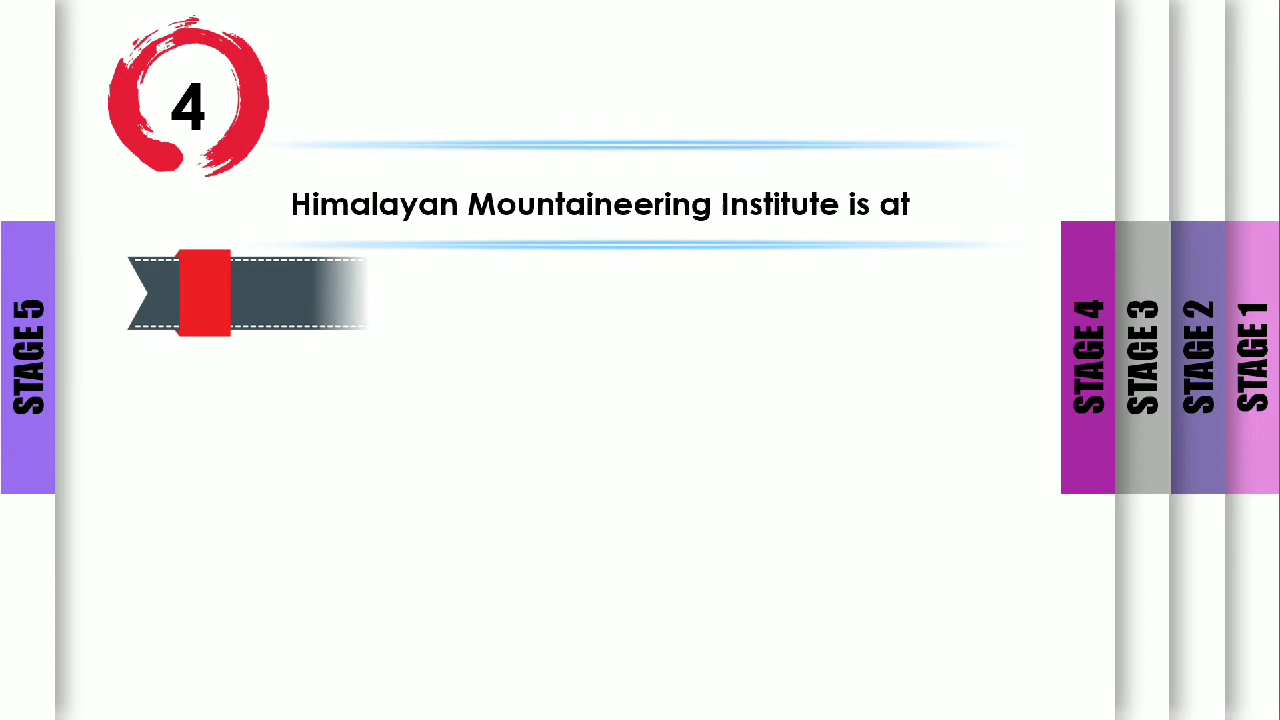 4
Himalayan Mountaineering Institute is at
STAGE 5
STAGE 4
STAGE 3
STAGE 2
STAGE 1